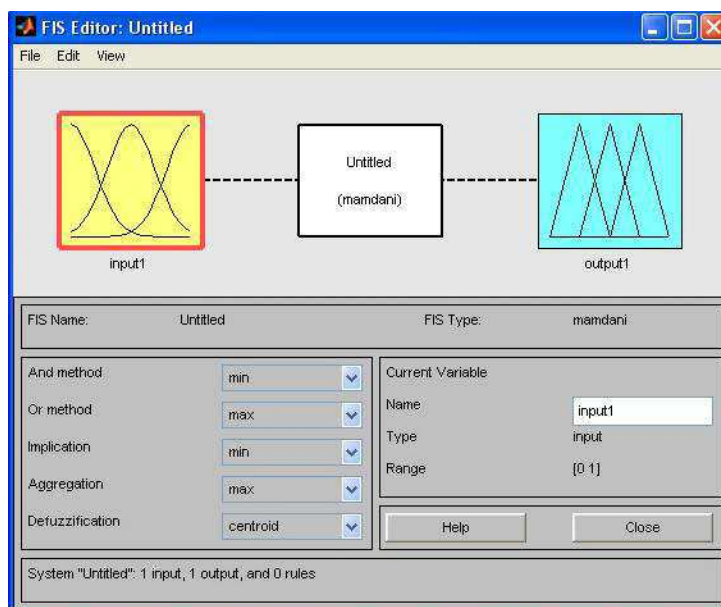 FIS Editor: Untitled
File Edit View
Untitled
(mamdani)
input1
output1
FIS Name: Untitled FIS Type: mamdani
And method min
Or method max
Implication min
Aggregation max
Defuzzification centroid
Current Variable
Name input1
Type input
Range [0 1]
Help Close
System "Untitled": 1 input, 1 output, and 0 rules